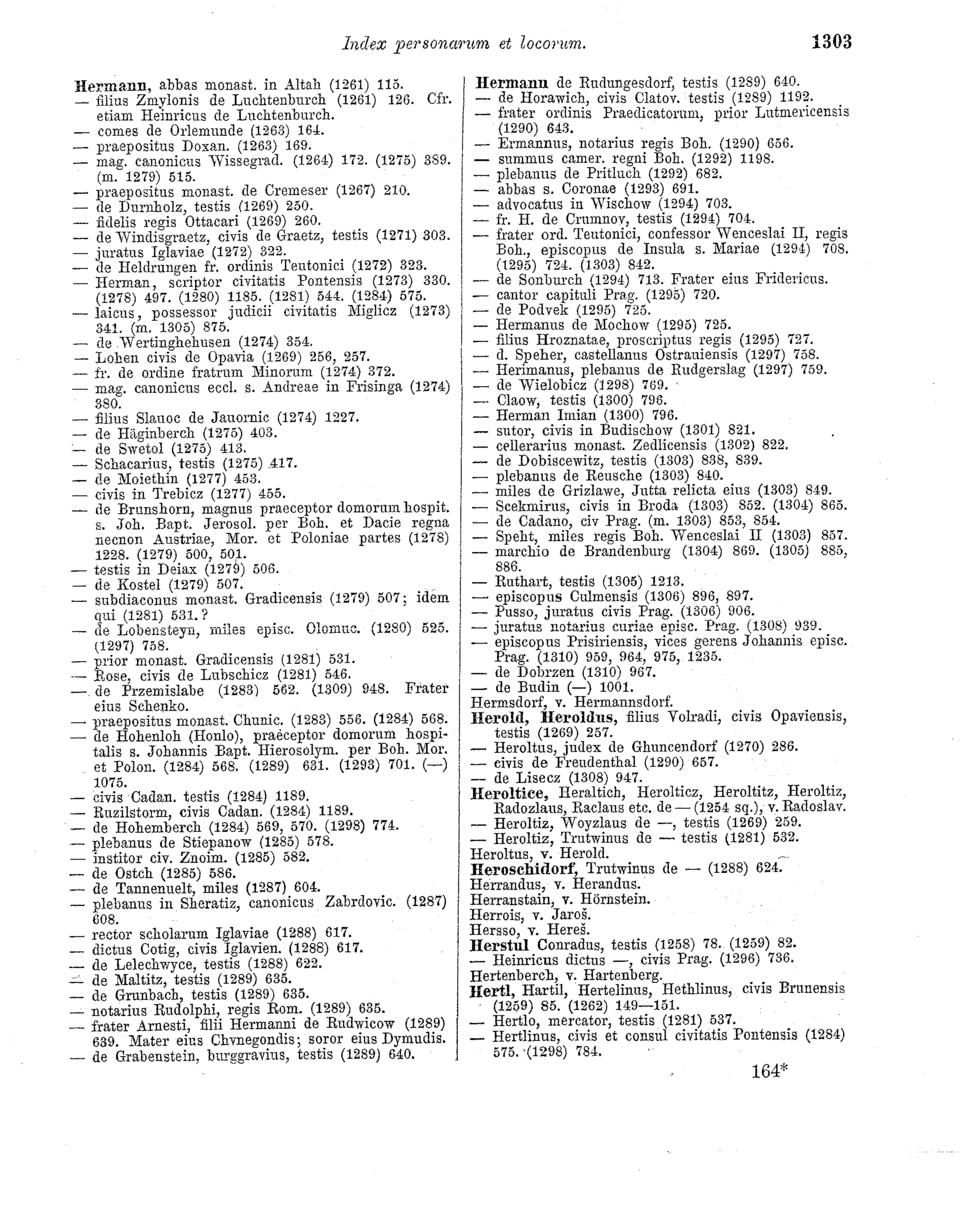 Index personarum et locorum.
1303
Hermann, abbas monast. in Altah (1261) 115.
— filius Zmylonis de Luchtenburch (1261) 126. Cfr.
etiam Heinricus de Luchtenburch.
— comes de Orlemunde (1263) 164.
— praepositus Doxan. (1263) 169.
— mag. canonicus Wissegrad. (1264) 172. (1275) 389.
(m. 1279) 515.
— praepositus monast. de Cremeser (1267) 210.
— de Durnholz, testis (1269) 250.
— fidelis regis Ottacari (1269) 260.
— de Windisgraetz, civis de Graetz, testis (1271) 303.
— juratus Iglaviae (1272) 322.
— de Heldrungen fr. ordinis Teutonici (1272) 323.
— Herman, scriptor civitatis Pontensis (1273) 330.
(1278) 497. (1280) 1185. (1281) 544. (1284) 575.
— laicus, possessor judicii civitatis Miglicz (1273)
341. (m. 1305) 875.
— de Wertinghehusen (1274) 354.
— Lohen civis de Opavia (1269) 256, 257.
— fr. de ordine fratrum Minorum (1274) 372.
— mag. canonicus eccl. s. Andreae in Frisinga (1274)
380.
— filius Slauoc de Jauornic (1274) 1227.
— de Häginberch (1275) 403.
— de Swetol (1275) 413.
— Schacarius, testis (1275) 417.
— de Moiethin (1277) 453.
— civis in Trebicz (1277) 455.
— de Brunshorn, magnus praeceptor domorum hospit.
s. Joh. Bapt. Jerosol. per Boh. et Dacie regna
necnon Austriae, Mor. et Poloniae partes (1278)
1228. (1279) 500, 501.
— testis in Deiax (1279) 506.
— de Kostel (1279) 507.
— subdiaconus monast. Gradicensis (1279) 507; idem
qui (1281) 531.?
— de Lobensteyn, miles episc. Olomuc. (1280) 525.
(1297) 758.
— prior monast. Gradicensis (1281) 531.
— Rose, civis de Lubschicz (1281) 546.
— de Przemislabe (1283) 562. (1309) 948. Frater
eius Schenko.
— praepositus monast. Chunic. (1283) 556. (1284) 568.
— de Hohenloh (Honlo), praeceptor domorum hospi-
talis s. Johannis Bapt. Hierosolym. per Boh. Mor.
et Polon. (1284) 568. (1289) 631. (1293) 701. (—)
1075.
— civis Cadan. testis (1284) 1189.
— Ruzilstorm, civis Cadan. (1284) 1189.
— de Hohemberch (1284) 569, 570. (1298) 774.
— plebanus de Stiepanow (1285) 578.
— institor civ. Znoim. (1285) 582.
— de Ostch (1285) 586.
— de Tannenuelt, miles (1287) 604.
— plebanus in Sheratiz, canonicus Zabrdovic. (1287)
608.
— rector scholarum Iglaviae (1288) 617.
— dictus Cotig, civis Iglavien. (1288) 617.
— de Lelechwyce, testis (1288) 622.
— de Maltitz, testis (1289) 635.
— de Grunbach, testis (1289) 635.
— notarius Rudolphi, regis Rom. (1289) 635.
— frater Arnesti, filii Hermanni de Rudwicow (1289)
639. Mater eius Chvnegondis; soror eius Dymudis.
— de Grabenstein, burggravius, testis (1289) 640.
Hermann de Rudungesdorf, testis (1289) 640.
— de Horawich, civis Clatov. testis (1289) 1192.
— frater ordinis Praedicatorum, prior Lutmericensis
(1290) 643.
— Ermannus, notarius regis Boh. (1290) 656.
— summus camer. regni Boh. (1292) 1198.
— plebanus de Pritluch (1292) 682.
— abbas s. Coronae (1293) 691.
— advocatus in Wischow (1294) 703.
— fr. H. de Crumnov, testis (1294) 704.
— frater ord. Teutonici, confessor Wenceslai II, regis
Boh., episcopus de Insula s. Mariae (1294) 708.
(1295) 724. (1303) 842.
— de Sonburch (1294) 713. Frater eius Fridericus.
— cantor capituli Prag. (1295) 720.
— de Podvek (1295) 725.
— Hermanus de Mochow (1295) 725.
— filius Hroznatae, proscriptus regis (1295) 727.
— d. Speher, castellanus Ostrauiensis (1297) 758.
— Herimanus, plebanus de Rudgerslag (1297) 759.
— de Wielobicz (1298) 769.
— Claow, testis (1300) 796.
— Herman Imian (1300) 796.
— sutor, civis in Budischow (1301) 821.
— cellerarius monast. Zedlicensis (1302) 822.
— de Dobiscewitz, testis (1303) 838, 839.
— plebanus de Reusche (1303) 840.
— miles de Grizlawe, Jutta relicta eius (1303) 849.
— Scekmirus, civis in Broda (1303) 852. (1304) 865.
— de Cadano, civ Prag. (m. 1303) 853, 854.
— Speht, miles regis Boh. Wenceslai II (1303) 857.
— marchio de Brandenburg (1304) 869. (1305) 885,
886.
— Ruthart, testis (1305) 1213.
— episcopus Culmensis (1306) 896, 897.
— Pusso, juratus civis Prag. (1306) 906.
— juratus notarius curiae episc. Prag. (1308) 939.
— episcopus Prisiriensis, vices gerens Johannis episc.
Prag. (1310) 959, 964, 975, 1235.
— de Dobrzen (1310) 967.
— de Budin (—) 1001.
Hermsdorf, v. Hermannsdorf.
Herold, Heroldus, filius Volradi, civis Opaviensis,
testis (1269) 257.
— Heroltus, judex de Ghuncendorf (1270) 286.
— civis de Freudenthal (1290) 657.
— de Lisecz (1308) 947.
Heroltice, Heraltich, Herolticz, Heroltitz, Heroltiz,
Radozlaus, Raclaus etc. de — (1254 sq.), v. Radoslav.
— Heroltiz, Woyzlaus de —, testis (1269) 259.
— Heroltiz, Trutwinus de — testis (1281) 532.
Heroltus, v. Herold.
Heroschidorf, Trutwinus de — (1288) 624.
Herrandus, v. Herandus.
Herranstain, v. Hörnstein.
Herrois, v. Jaroš.
Hersso, v. Hereš.
Herstul Conradus, testis (1258) 78. (1259) 82.
— Heinricus dictus —, civis Prag. (1296) 736.
Hertenberch, v. Hartenberg.
Hertl, Hartil, Hertelinus, Hethlinus, civis Brunensis
(1259) 85. (1262) 149—151.
— Hertlo, mercator, testis (1281) 537.
— Hertlinus, civis et consul civitatis Pontensis (1284)
575. (1298) 784.
164*